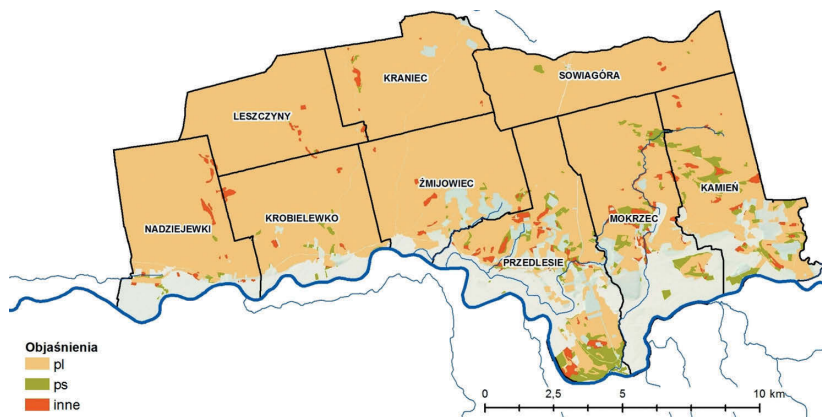 KRANIEC
SOWIAGÓRA
LESZCZYNY
ŻMIJOWIEC
KAMIEŃ
KROBIELEWKO
MOKRZEC
NADZIEJEWKI
PRZEDLESIE
Objaśnienia
pl
ps
inne
0 2,5 5 10 km